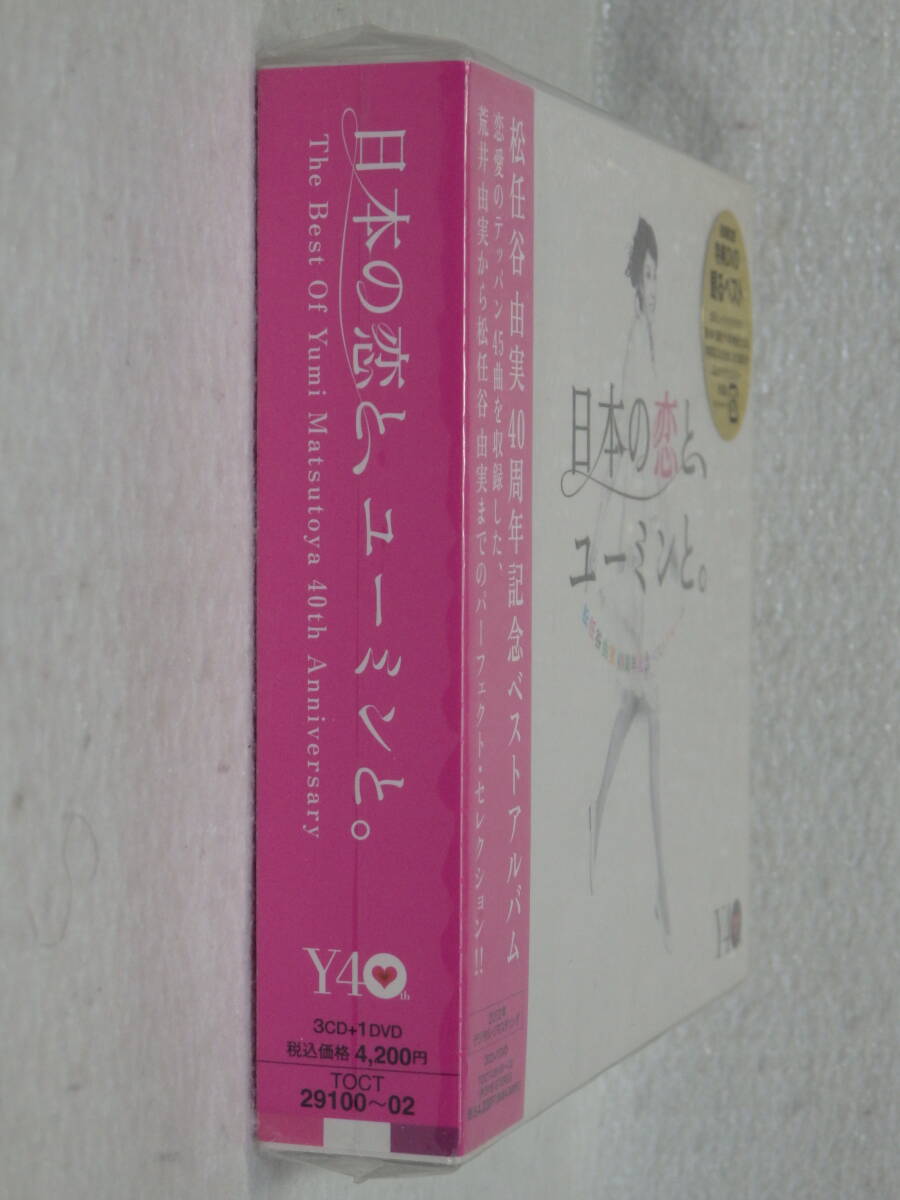 日本の恋と、ユーミンと。
The Best Of Yumi Matsutoya 40th Anniversary
Y40th
3CD+1DVD
税込価格 4,200円
TOCT
29100〜02
松任谷 由実 40周年記念ベストアルバム
恋愛のテッパン45曲を収録した、
荒井由実から松任谷 由実までのパーフェクト・セレクション!!
日本の恋と、
ユーミンと。
Y40